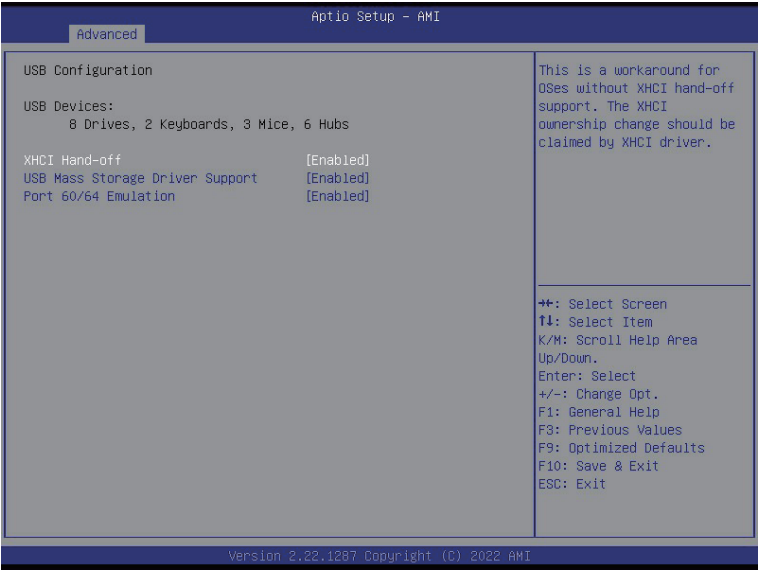 Aptio Setup – AMI
Advanced
USB Configuration
USB Devices:
8 Drives, 2 Keyboards, 3 Mice, 6 Hubs
XHCI Hand-off [Enabled]
USB Mass Storage Driver Support [Enabled]
Port 60/64 Emulation [Enabled]
This is a workaround for
OSes without XHCI hand-off
support. The XHCI
ownership change should be
claimed by XHCI driver.
→←: Select Screen
↑↓: Select Item
K/M: Scroll Help Area
Up/Down.
Enter: Select
+/-: Change Opt.
F1: General Help
F3: Previous Values
F9: Optimized Defaults
F10: Save & Exit
ESC: Exit
Version 2.22.1287 Copyright (C) 2022 AMI